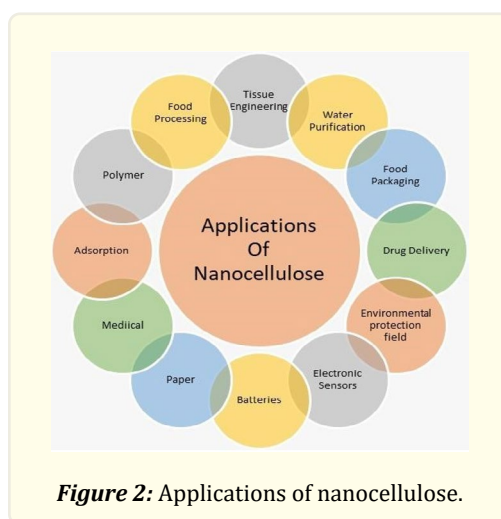 Tissue
Engineering
Water
Purification
Food
Packaging
Drug Delivery
Environmental
protection
field
Electronic
Sensors
Batteries
Paper
Mediical
Adsorption
Polymer
Food
Processing
Applications
Of
Nanocellulose
Figure 2: Applications of nanocellulose.